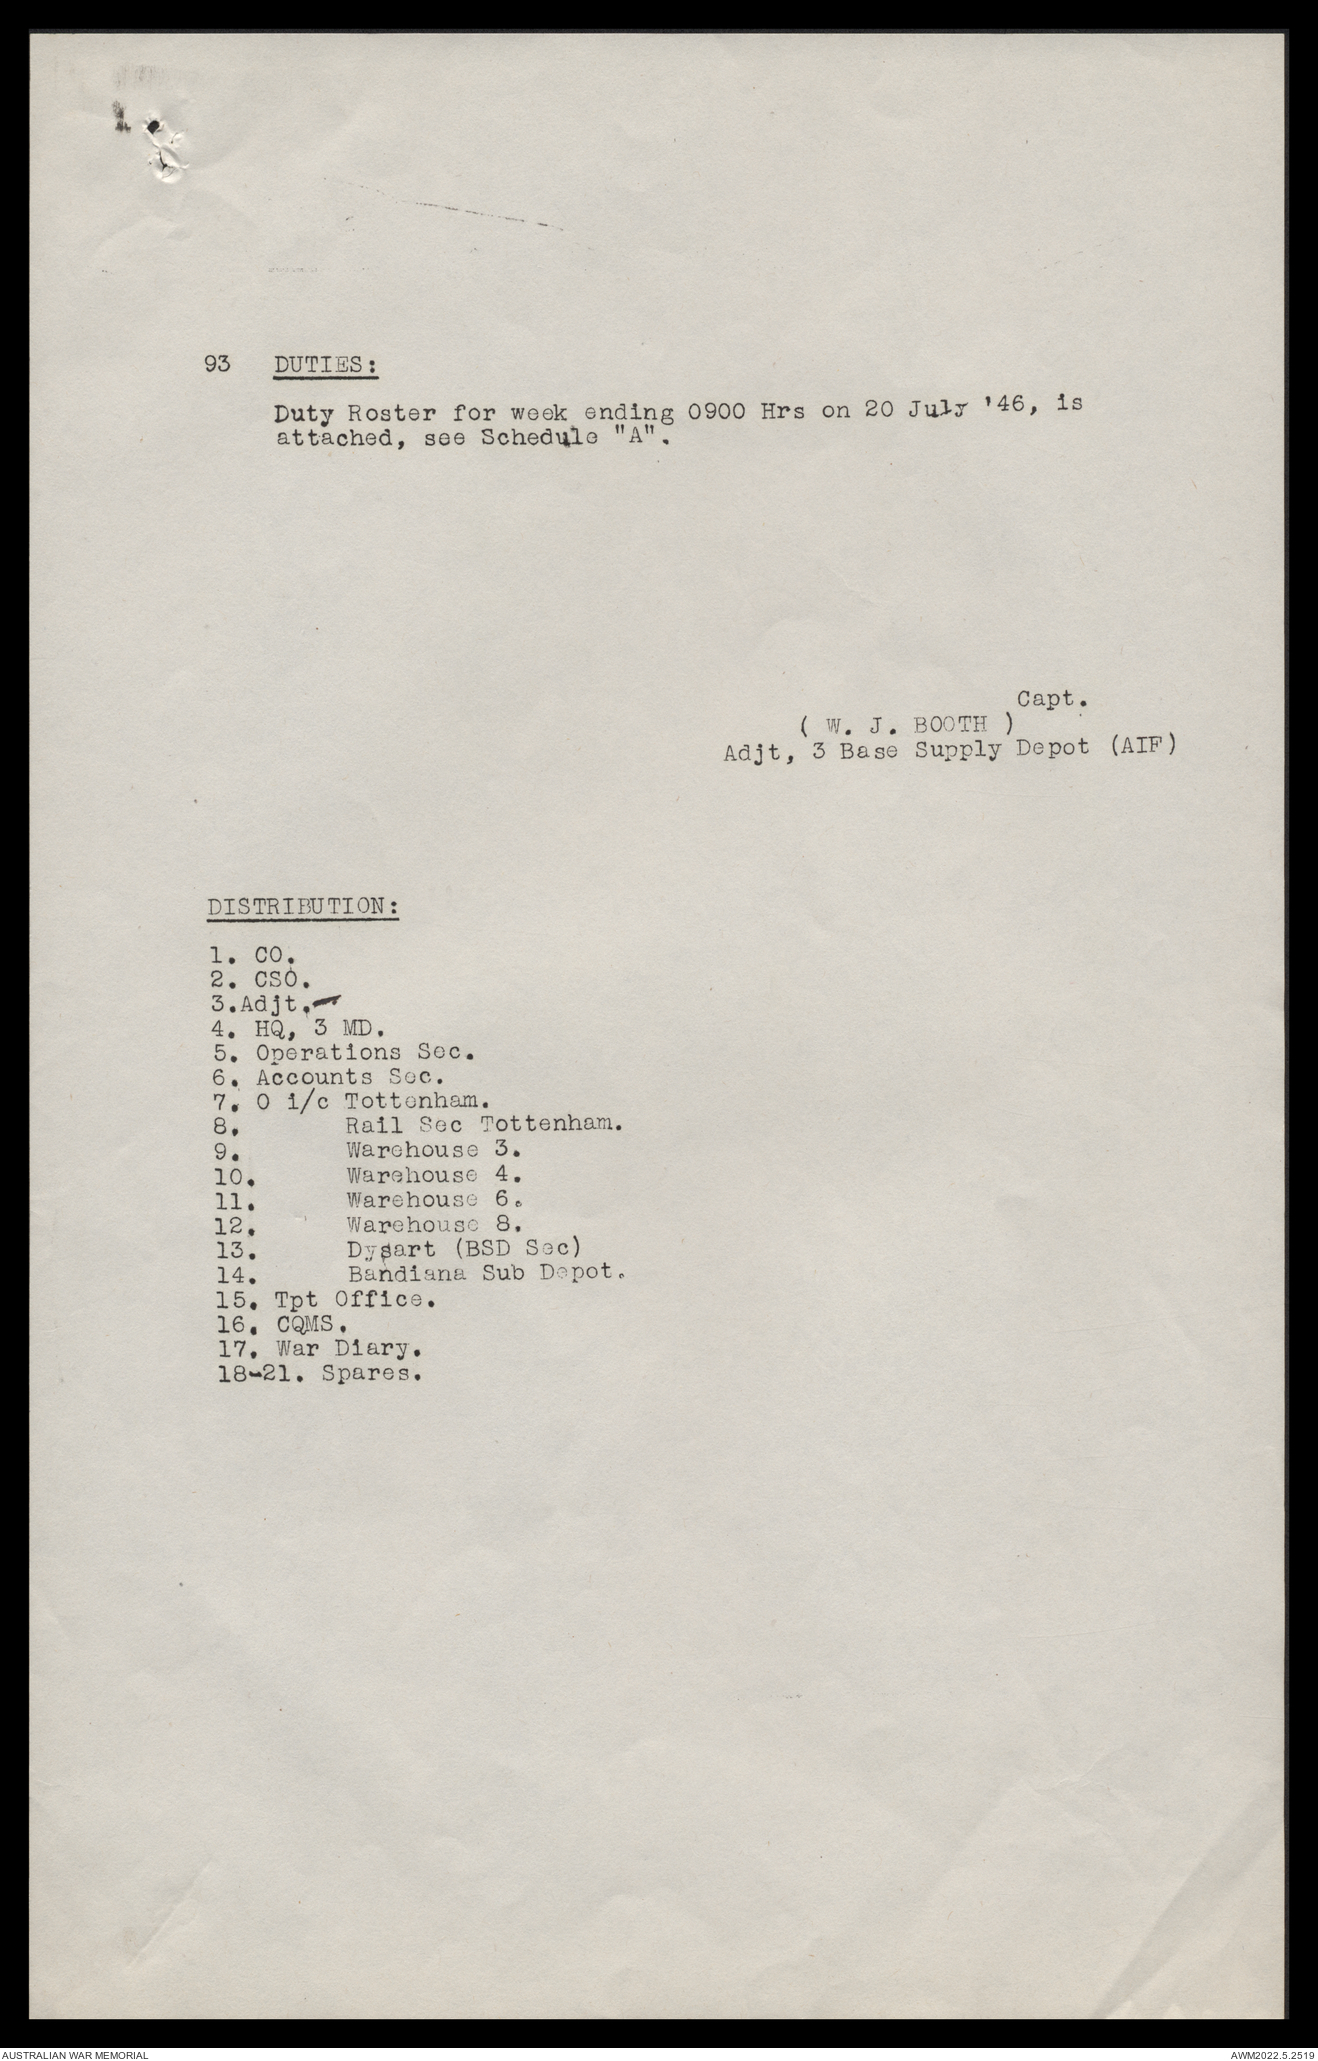 93 DUTIES:
Duty Roster for week ending 0900 Hrs on 20 July '46, is
attached, see Schedule "A".
Capt.
( W. J. BOOTH )
Adjt, 3 Base Supply Depot (AIF)
DISTRIBUTION:
1. CO.
2. CSO.
3.Adjt.
4. HQ, 3 MD.
5. Operations Sec.
6. Accounts Sec.
7. O i/c Tottenham.
8. Rail Sec Tottenham.
9. Warehouse 3.
10. Warehouse 4.
11. Warehouse 6.
12. Warehouse 8.
13. Dysart (BSD Sec)
14. Bandiana Sub Depot.
15. Tpt Office.
16. CQMS.
17. War Diary.
18-21. Spares.
AUSTRALIAN WAR MEMORIAL
AWM2022.5.2519